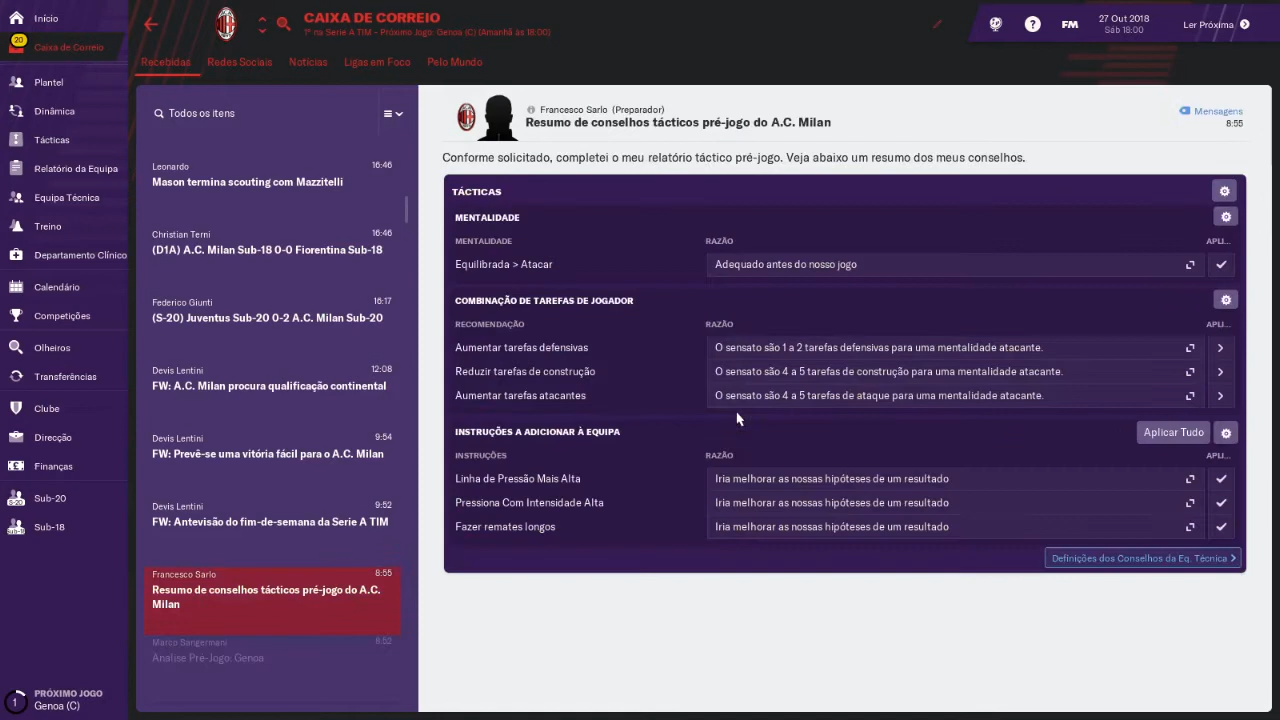 Início
20
Caixa de Correio
Plantel
Dinâmica
Tácticas
Relatório da Equipa
Equipa Técnica
Treino
Departamento Clínico
Calendário
Competições
Olheiros
Transferências
Clube
Direcção
Finanças
Sub-20
Sub-18
1
PRÓXIMO JOGO
Genoa (C)
CAIXA DE CORREIO
1º na Serie A TIM - Próximo Jogo: Genoa (C) (Amanhã às 18:00)
?
FM
27 Out 2018
Sáb 18:00
Ler Próxima
Recebidas
Redes Sociais
Notícias
Ligas em Foco
Pelo Mundo
Todos os itens
Leonardo 16:46
Mason termina scouting com Mazzitelli
Christian Terni 16:46
(D1A) A.C. Milan Sub-18 0-0 Fiorentina Sub-18
Federico Giunti 16:17
(S-20) Juventus Sub-20 0-2 A.C. Milan Sub-20
Devis Lentini 12:08
FW: A.C. Milan procura qualificação continental
Devis Lentini 9:54
FW: Prevê-se uma vitória fácil para o A.C. Milan
Devis Lentini 9:52
FW: Antevisão do fim-de-semana da Serie A TIM
Francesco Sarlo 8:55
Resumo de conselhos tácticos pré-jogo do A.C.
Milan
Marco Sangermani 8:52
Análise Pré-Jogo: Genoa
Francesco Sarlo (Preparador)
Resumo de conselhos tácticos pré-jogo do A.C. Milan
Mensagens
8:55
Conforme solicitado, completei o meu relatório táctico pré-jogo. Veja abaixo um resumo dos meus conselhos.
TÁCTICAS
MENTALIDADE
MENTALIDADE RAZÃO APLI...
Equilibrada > Atacar Adequado antes do nosso jogo
COMBINAÇÃO DE TAREFAS DE JOGADOR
RECOMENDAÇÃO RAZÃO APLI...
Aumentar tarefas defensivas O sensato são 1 a 2 tarefas defensivas para uma mentalidade atacante.
Reduzir tarefas de construção O sensato são 4 a 5 tarefas de construção para uma mentalidade atacante.
Aumentar tarefas atacantes O sensato são 4 a 5 tarefas de ataque para uma mentalidade atacante.
INSTRUÇÕES A ADICIONAR À EQUIPA Aplicar Tudo
INSTRUÇÕES RAZÃO APLI...
Linha de Pressão Mais Alta Iria melhorar as nossas hipóteses de um resultado
Pressiona Com Intensidade Alta Iria melhorar as nossas hipóteses de um resultado
Fazer remates longos Iria melhorar as nossas hipóteses de um resultado
Definições dos Conselhos da Eq. Técnica